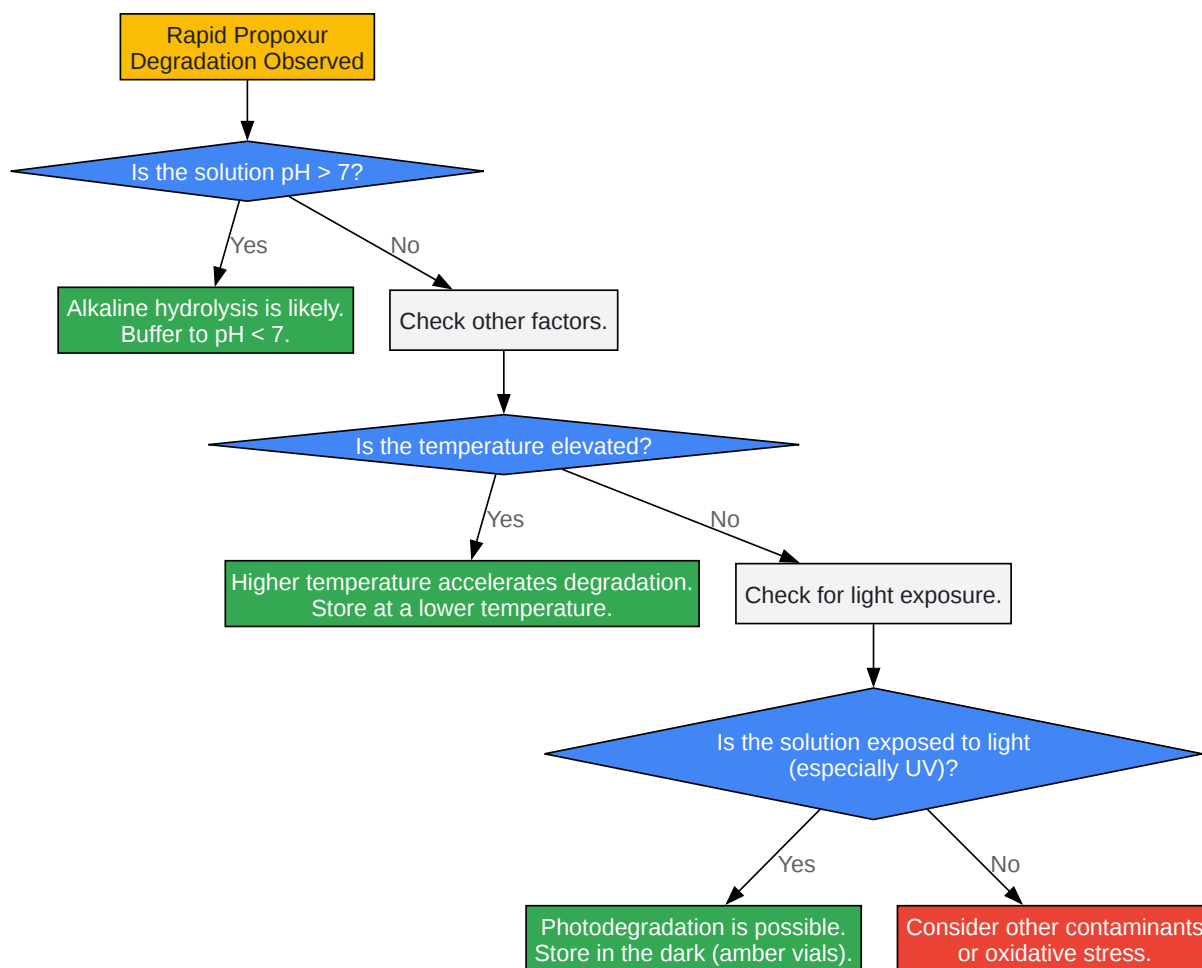 Rapid Propoxur
Degradation Observed
Is the solution pH > 7?
Yes
No
Alkaline hydrolysis is likely.
Buffer to pH < 7.
Check other factors.
Is the temperature elevated?
Yes
No
Higher temperature accelerates degradation.
Store at a lower temperature.
Check for light exposure.
Is the solution exposed to light
(especially UV)?
Yes
No
Photodegradation is possible.
Store in the dark (amber vials).
Consider other contaminants
or oxidative stress.